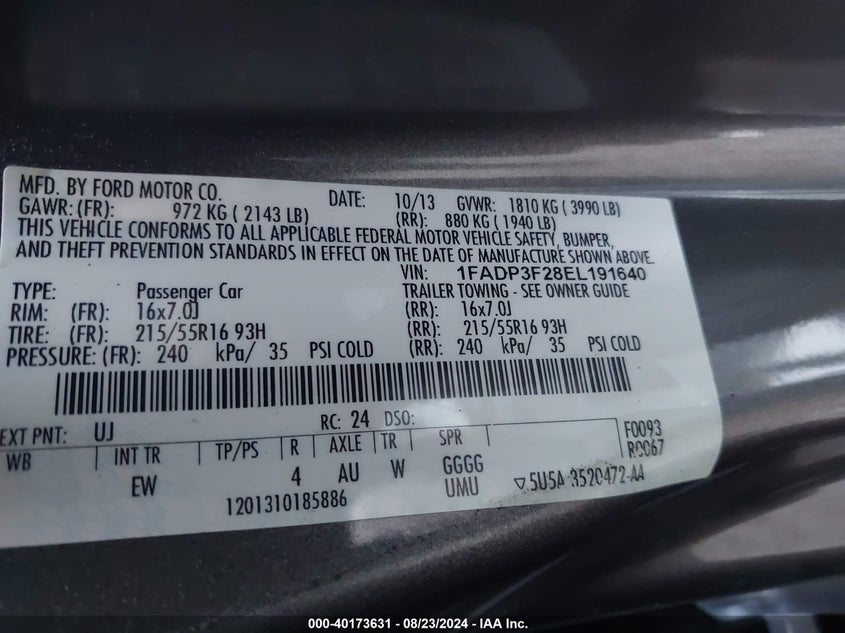 MFD. BY FORD MOTOR CO. DATE: 10/13 GVWR: 1810 KG ( 3990 LB)
GAWR: (FR): 972 KG ( 2143 LB) (RR): 880 KG ( 1940 LB)
THIS VEHICLE CONFORMS TO ALL APPLICABLE FEDERAL MOTOR VEHICLE SAFETY, BUMPER,
AND THEFT PREVENTION STANDARDS IN EFFECT ON THE DATE OF MANUFACTURE SHOWN ABOVE.
VIN: 1FADP3F28EL191640
TYPE: Passenger Car TRAILER TOWING - SEE OWNER GUIDE
RIM: (FR): 16x7.0J (RR): 16x7.0J
TIRE: (FR): 215/55R16 93H (RR): 215/55R16 93H
PRESSURE: (FR): 240 kPa/ 35 PSI COLD (RR): 240 kPa/ 35 PSI COLD
EXT PNT: UJ RC: 24 DSO:
WB INT TR TP/PS R AXLE TR SPR F0093
R0067
EW 4 AU W GGGG
UMU
1201310185886
▽5U5A 3520472-AA
000-40173631 - 08/23/2024 - IAA Inc.